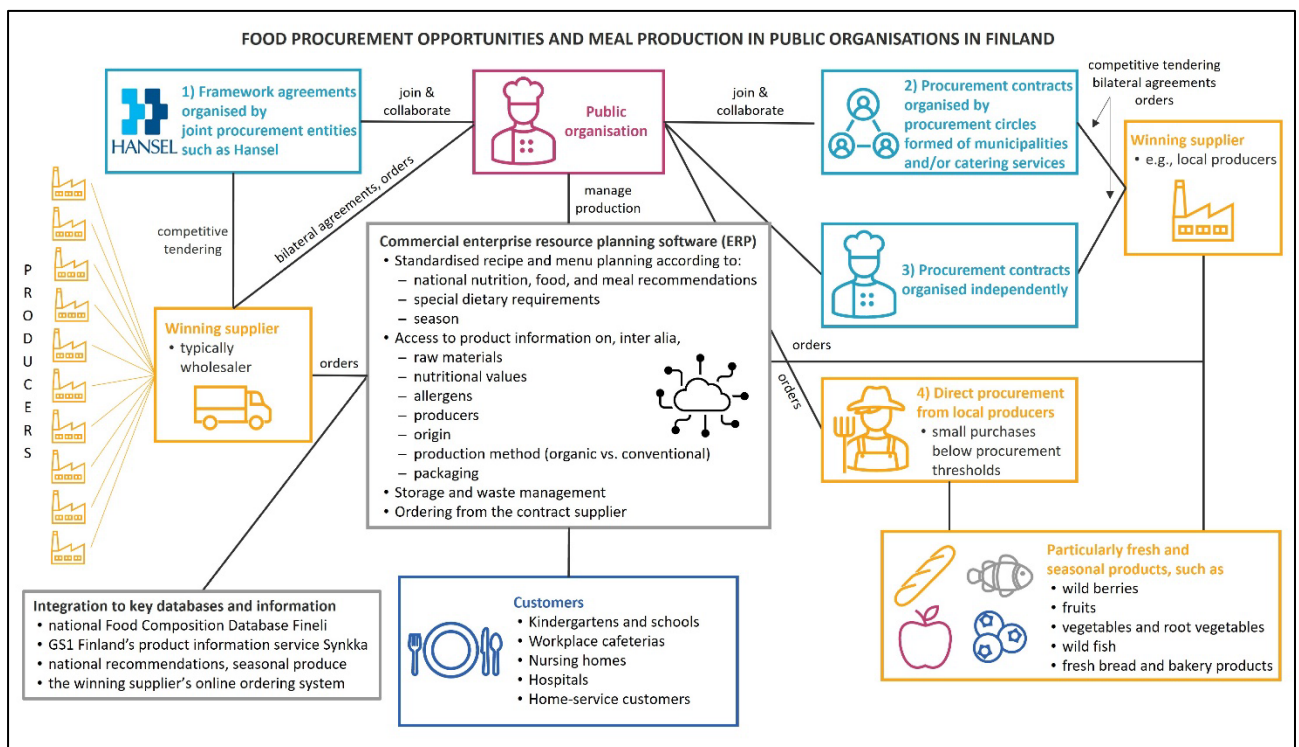 FOOD PROCUREMENT OPPORTUNITIES AND MEAL PRODUCTION IN PUBLIC ORGANISATIONS IN FINLAND
HANSEL
1) Framework agreements
organised by
joint procurement entities
such as Hansel
join &
collaborate
Public
organisation
join &
collaborate
2) Procurement contracts
organised by
procurement circles
formed of municipalities
and/or catering services
competitive tendering
bilateral agreements
orders
Winning supplier
• e.g., local producers
PRODUCERS
competitive
tendering
bilateral agreements, orders
manage
production
Winning supplier
• typically
wholesaler
orders
Commercial enterprise resource planning software (ERP)
• Standardised recipe and menu planning according to:
– national nutrition, food, and meal recommendations
– special dietary requirements
– season
• Access to product information on, inter alia,
– raw materials
– nutritional values
– allergens
– producers
– origin
– production method (organic vs. conventional)
– packaging
• Storage and waste management
• Ordering from the contract supplier
3) Procurement contracts
organised independently
orders
orders
4) Direct procurement
from local producers
• small purchases
below procurement
thresholds
Integration to key databases and information
• national Food Composition Database Fineli
• GS1 Finland's product information service Synkka
• national recommendations, seasonal produce
• the winning supplier's online ordering system
Customers
• Kindergartens and schools
• Workplace cafeterias
• Nursing homes
• Hospitals
• Home-service customers
Particularly fresh and
seasonal products, such as
• wild berries
• fruits
• vegetables and root vegetables
• wild fish
• fresh bread and bakery products